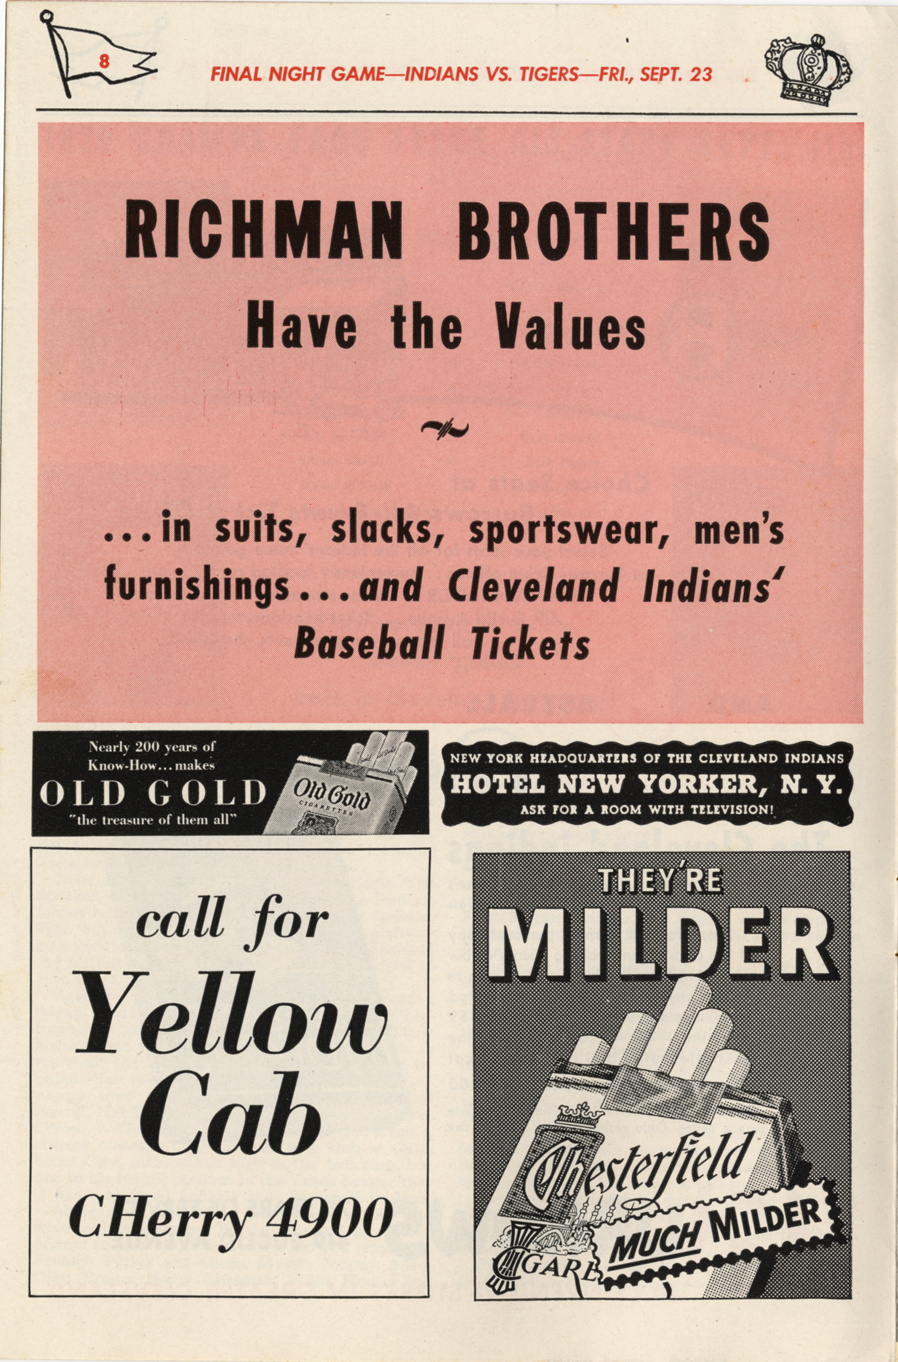 8
FINAL NIGHT GAME—INDIANS VS. TIGERS—FRI., SEPT. 23
RICHMAN BROTHERS
Have the Values
...in suits, slacks, sportswear, men's
furnishings...and Cleveland Indians'
Baseball Tickets
Nearly 200 years of
Know-How...makes
OLD GOLD
"the treasure of them all"
Old Gold
CIGARETTES
NEW YORK HEADQUARTERS OF THE CLEVELAND INDIANS
HOTEL NEW YORKER, N. Y.
ASK FOR A ROOM WITH TELEVISION!
call for
Yellow
Cab
CHerry 4900
THEY'RE
MILDER
Chesterfield
MUCH MILDER
CIGARE